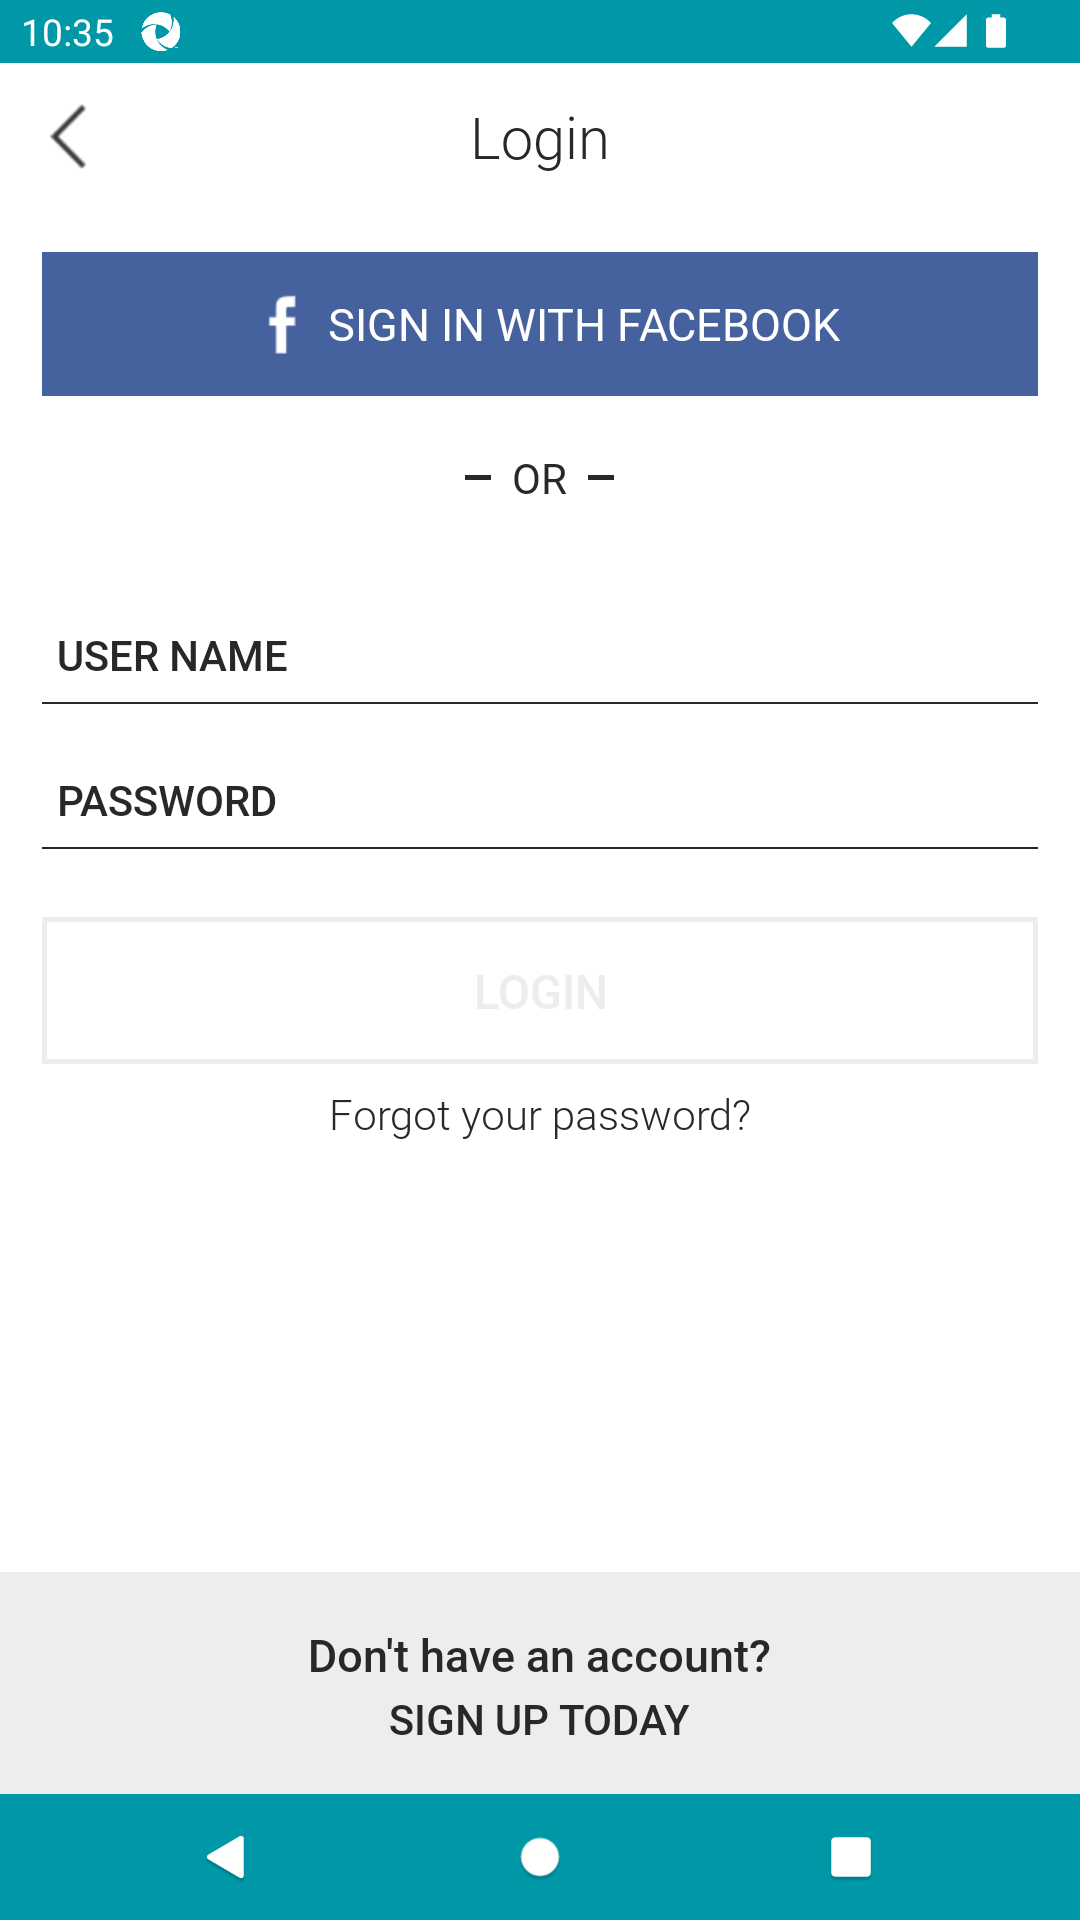 10:35
Login
f SIGN IN WITH FACEBOOK
– OR –
USER NAME
PASSWORD
LOGIN
Forgot your password?
Don't have an account?
SIGN UP TODAY